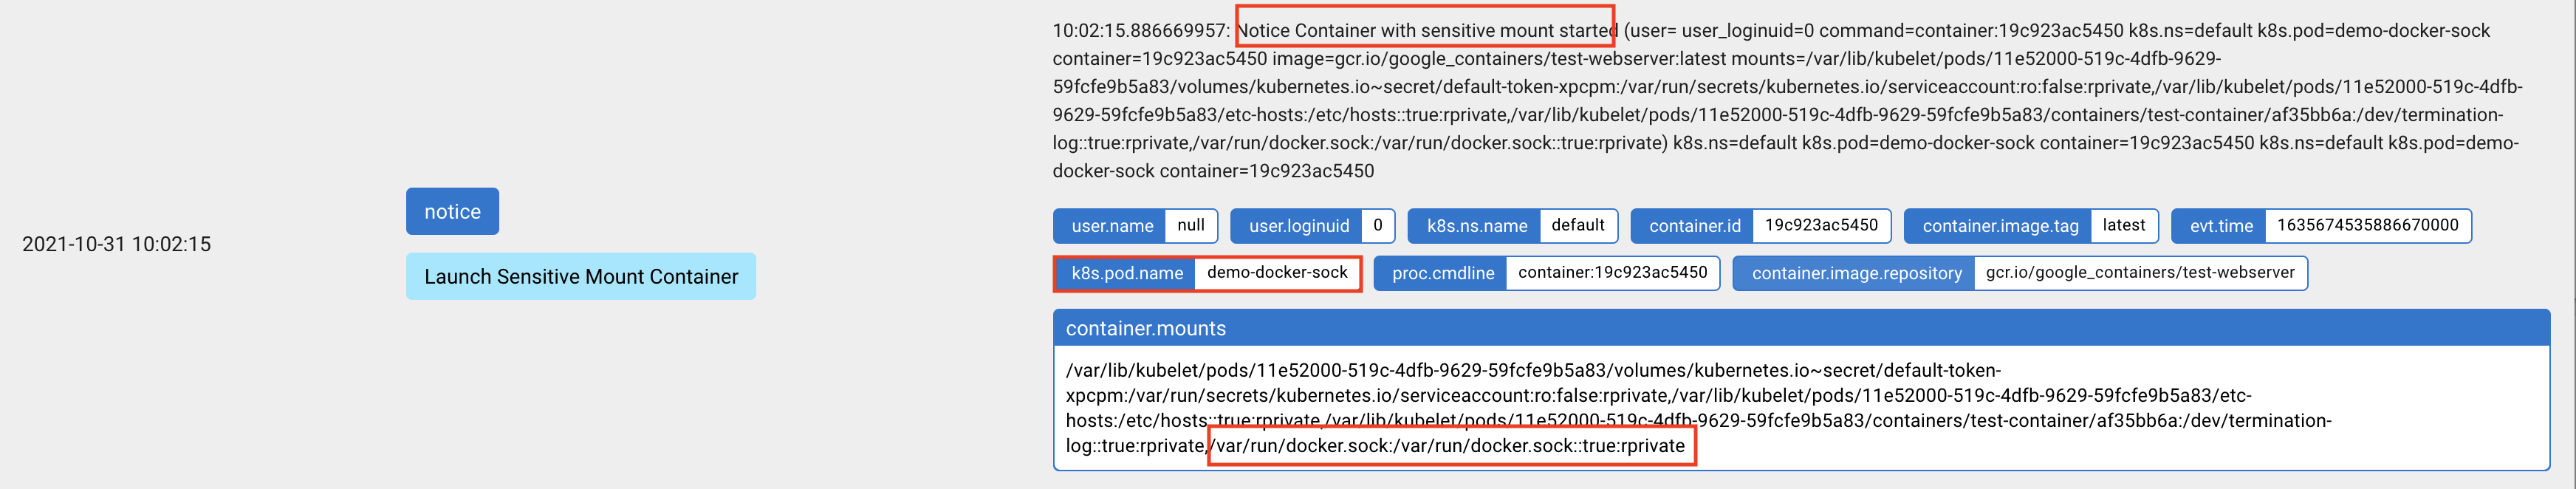 10:02:15.886669957: Notice Container with sensitive mount started (user= user_loginuid=0 command=container:19c923ac5450 k8s.ns=default k8s.pod=demo-docker-sock
container=19c923ac5450 image=gcr.io/google_containers/test-webserver:latest mounts=/var/lib/kubelet/pods/11e52000-519c-4dfb-9629-
59fcfe9b5a83/volumes/kubernetes.io~secret/default-token-xpcpm:/var/run/secrets/kubernetes.io/serviceaccount:ro:false:rprivate,/var/lib/kubelet/pods/11e52000-519c-4dfb-
9629-59fcfe9b5a83/etc-hosts:/etc/hosts::true:rprivate,/var/lib/kubelet/pods/11e52000-519c-4dfb-9629-59fcfe9b5a83/containers/test-container/af35bb6a:/dev/termination-
log::true:rprivate,/var/run/docker.sock:/var/run/docker.sock::true:rprivate) k8s.ns=default k8s.pod=demo-docker-sock container=19c923ac5450 k8s.ns=default k8s.pod=demo-
docker-sock container=19c923ac5450
2021-10-31 10:02:15
notice
Launch Sensitive Mount Container
user.name null user.loginuid 0 k8s.ns.name default container.id 19c923ac5450 container.image.tag latest evt.time 1635674535886670000
k8s.pod.name demo-docker-sock proc.cmdline container:19c923ac5450 container.image.repository gcr.io/google_containers/test-webserver
container.mounts
/var/lib/kubelet/pods/11e52000-519c-4dfb-9629-59fcfe9b5a83/volumes/kubernetes.io~secret/default-token-
xpcpm:/var/run/secrets/kubernetes.io/serviceaccount:ro:false:rprivate,/var/lib/kubelet/pods/11e52000-519c-4dfb-9629-59fcfe9b5a83/etc-
hosts:/etc/hosts::true:rprivate,/var/lib/kubelet/pods/11e52000-519c-4dfb-9629-59fcfe9b5a83/containers/test-container/af35bb6a:/dev/termination-
log::true:rprivate,/var/run/docker.sock:/var/run/docker.sock::true:rprivate